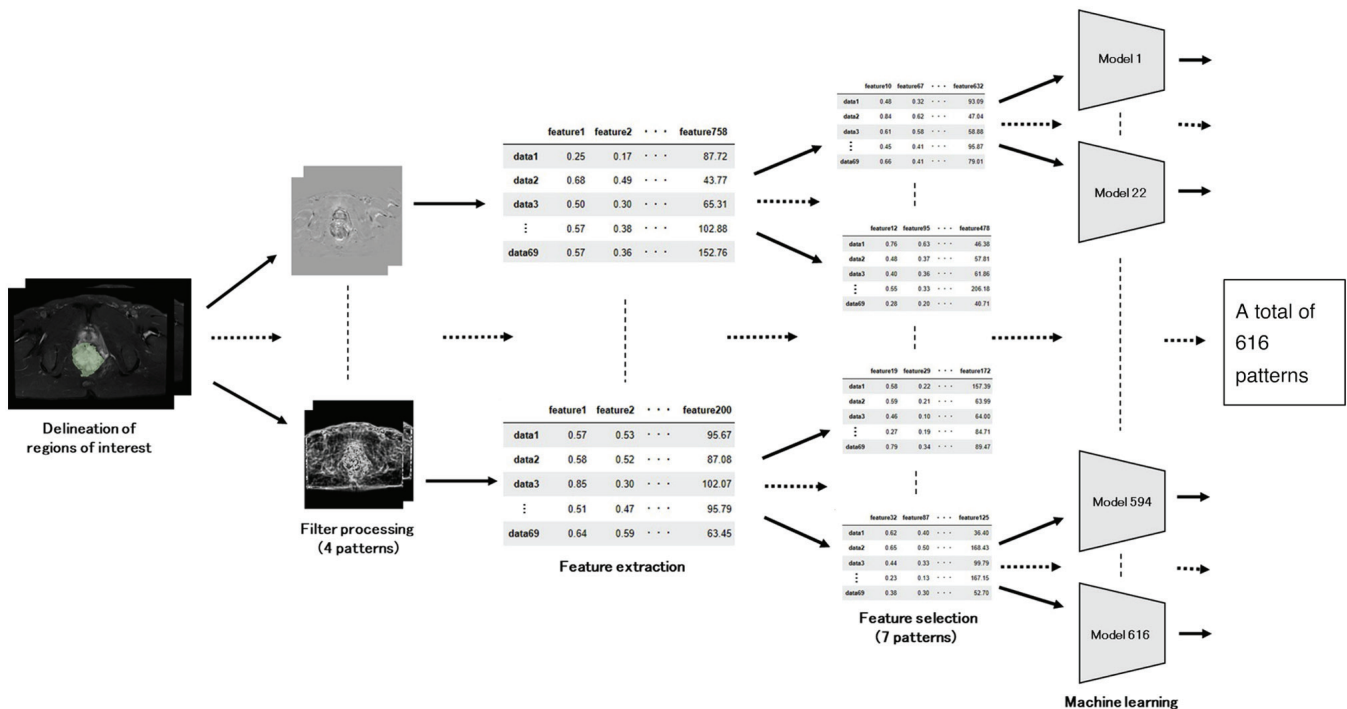 Delineation of
regions of interest
Filter processing
(4 patterns)
feature1 feature2 · · · feature758
data1 0.25 0.17 · · · 87.72
data2 0.68 0.49 · · · 43.77
data3 0.50 0.30 · · · 65.31
⋮ 0.57 0.38 · · · 102.88
data69 0.57 0.36 · · · 152.76
feature1 feature2 · · · feature200
data1 0.57 0.53 · · · 95.67
data2 0.58 0.52 · · · 87.08
data3 0.85 0.30 · · · 102.07
⋮ 0.51 0.47 · · · 95.79
data69 0.64 0.59 · · · 63.45
Feature extraction
feature10 feature67 · · · feature632
data1 0.48 0.32 · · · 93.09
data2 0.84 0.62 · · · 47.04
data3 0.61 0.58 · · · 58.88
⋮ 0.45 0.41 · · · 95.87
data69 0.66 0.41 · · · 79.01
feature12 feature95 · · · feature478
data1 0.76 0.63 · · · 46.38
data2 0.48 0.37 · · · 57.81
data3 0.40 0.36 · · · 61.86
⋮ 0.55 0.33 · · · 206.18
data69 0.28 0.20 · · · 40.71
feature19 feature29 · · · feature172
data1 0.58 0.22 · · · 157.39
data2 0.59 0.21 · · · 63.99
data3 0.46 0.10 · · · 64.00
⋮ 0.27 0.19 · · · 84.71
data69 0.79 0.34 · · · 89.47
feature32 feature87 · · · feature125
data1 0.62 0.40 · · · 36.40
data2 0.65 0.50 · · · 168.43
data3 0.44 0.33 · · · 99.79
⋮ 0.23 0.13 · · · 167.15
data69 0.38 0.30 · · · 52.70
Feature selection
(7 patterns)
Model 1
Model 22
Model 594
Model 616
Machine learning
A total of
616
patterns